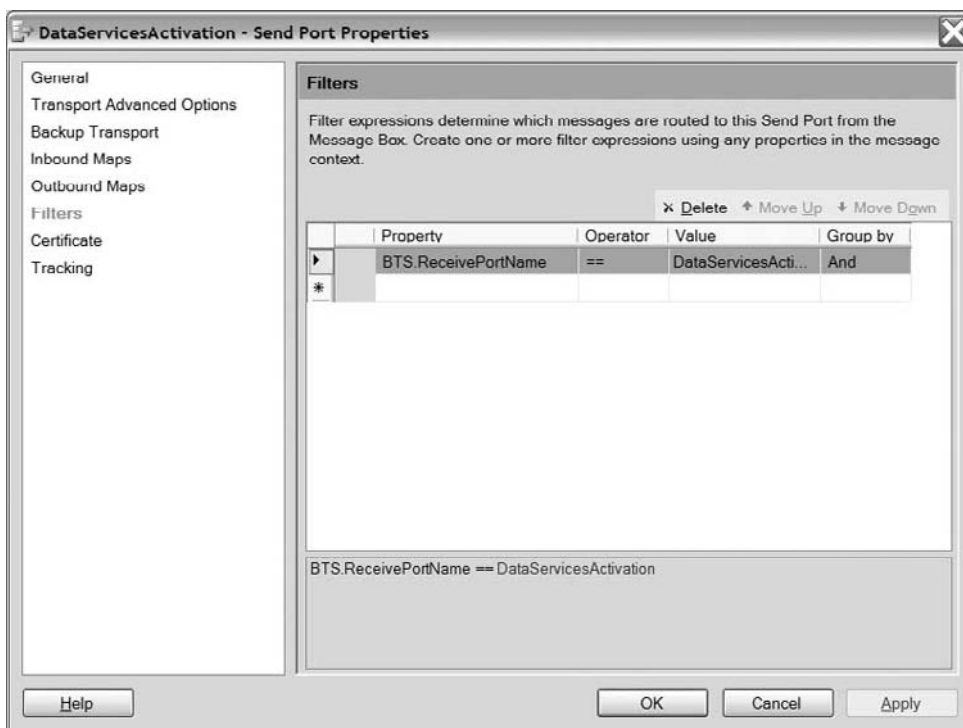 DataServicesActivation - Send Port Properties
General
Transport Advanced Options
Backup Transport
Inbound Maps
Outbound Maps
Filters
Certificate
Tracking
Filters
Filter expressions determine which messages are routed to this Send Port from the
Message Box. Create one or more filter expressions using any properties in the message
context.
Delete Move Up Move Down
Property Operator Value Group by
BTS.ReceivePortName == DataServicesActi... And
BTS.ReceivePortName == DataServicesActivation
Help OK Cancel Apply